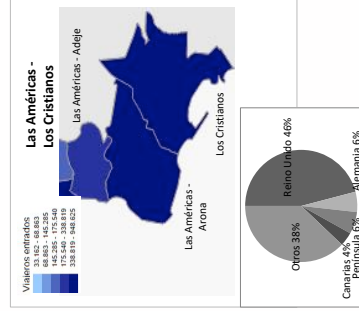 Las Américas -
Los Cristianos
Viajeros entrados
33.162 - 68.863
68.863 - 145.285
145.285 - 175.540
175.540 - 338.819
338.819 - 948.625
Las Américas - Adeje
Las Américas -
Arona
Los Cristianos
Reino Unido 46%
Otros 38%
Alemania 6%
Canarias 4%
Península 6%